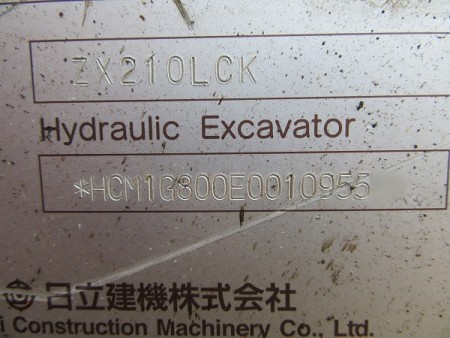 ZX210LCK
Hydraulic Excavator
*HCM1G800E0010955
日立建機株式会社
i Construction Machinery Co., Ltd.